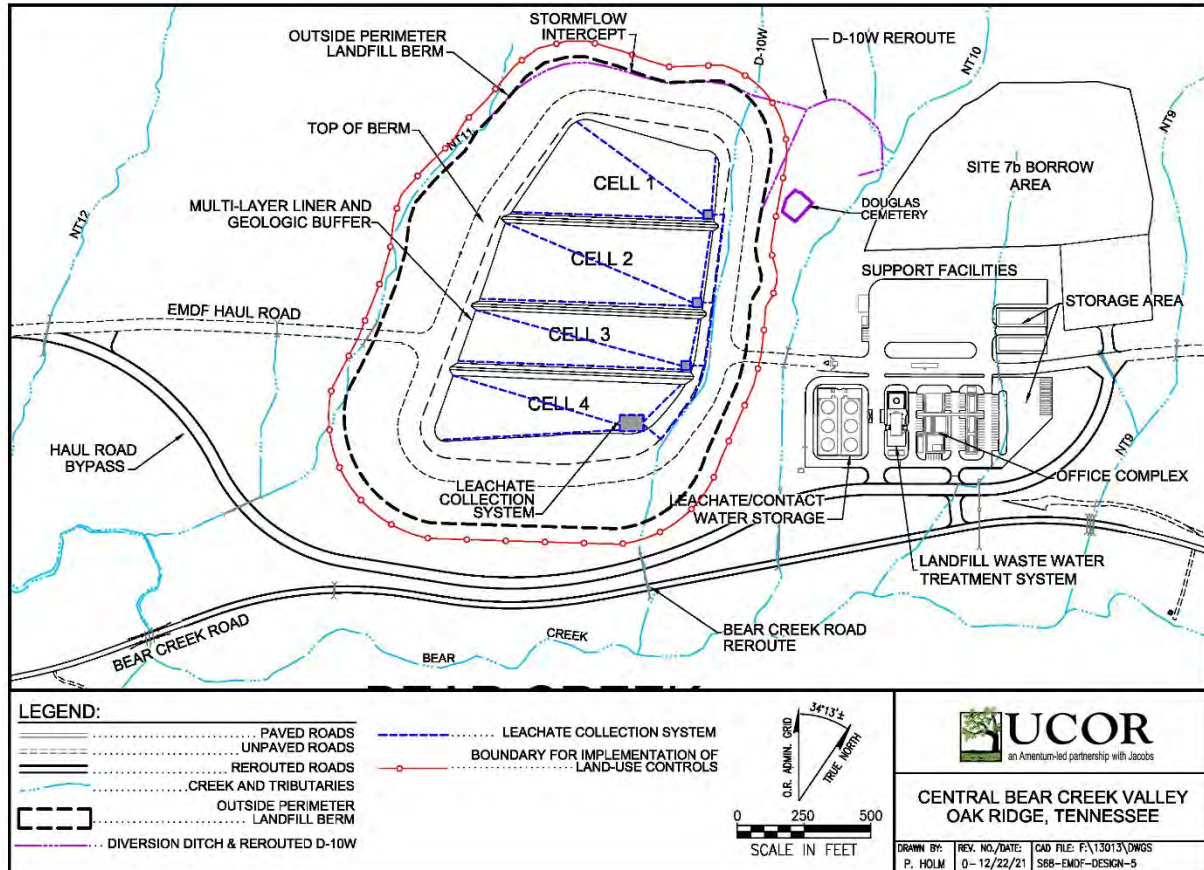 STORMFLOW
INTERCEPT
OUTSIDE PERIMETER
LANDFILL BERM
D-10W
D-10W REROUTE
NT10
TOP OF BERM
NT11
NT9
CELL 1
SITE 7b BORROW
AREA
NT12
MULTI-LAYER LINER AND
GEOLOGIC BUFFER
DOUGLAS
CEMETERY
CELL 2
SUPPORT FACILITIES
STORAGE AREA
EMDF HAUL ROAD
CELL 3
CELL 4
HAUL ROAD
BYPASS
NT9
LEACHATE
COLLECTION
SYSTEM
LEACHATE/CONTACT
WATER STORAGE
OFFICE COMPLEX
LANDFILL WASTE WATER
TREATMENT SYSTEM
BEAR CREEK ROAD
BEAR
CREEK
BEAR CREEK ROAD
REROUTE
LEGEND:
PAVED ROADS
UNPAVED ROADS
REROUTED ROADS
CREEK AND TRIBUTARIES
OUTSIDE PERIMETER
LANDFILL BERM
DIVERSION DITCH & REROUTED D-10W
LEACHATE COLLECTION SYSTEM
BOUNDARY FOR IMPLEMENTATION OF
LAND-USE CONTROLS
34°13'±
O.R. ADMIN. GRID
TRUE NORTH
0 250 500
SCALE IN FEET
UCOR
an Amentum-led partnership with Jacobs
CENTRAL BEAR CREEK VALLEY
OAK RIDGE, TENNESSEE
DRAWN BY: REV. NO./DATE: CAD FILE: F:\13013\DWGS
P. HOLM 0-12/22/21 S68-EMDF-DESIGN-5